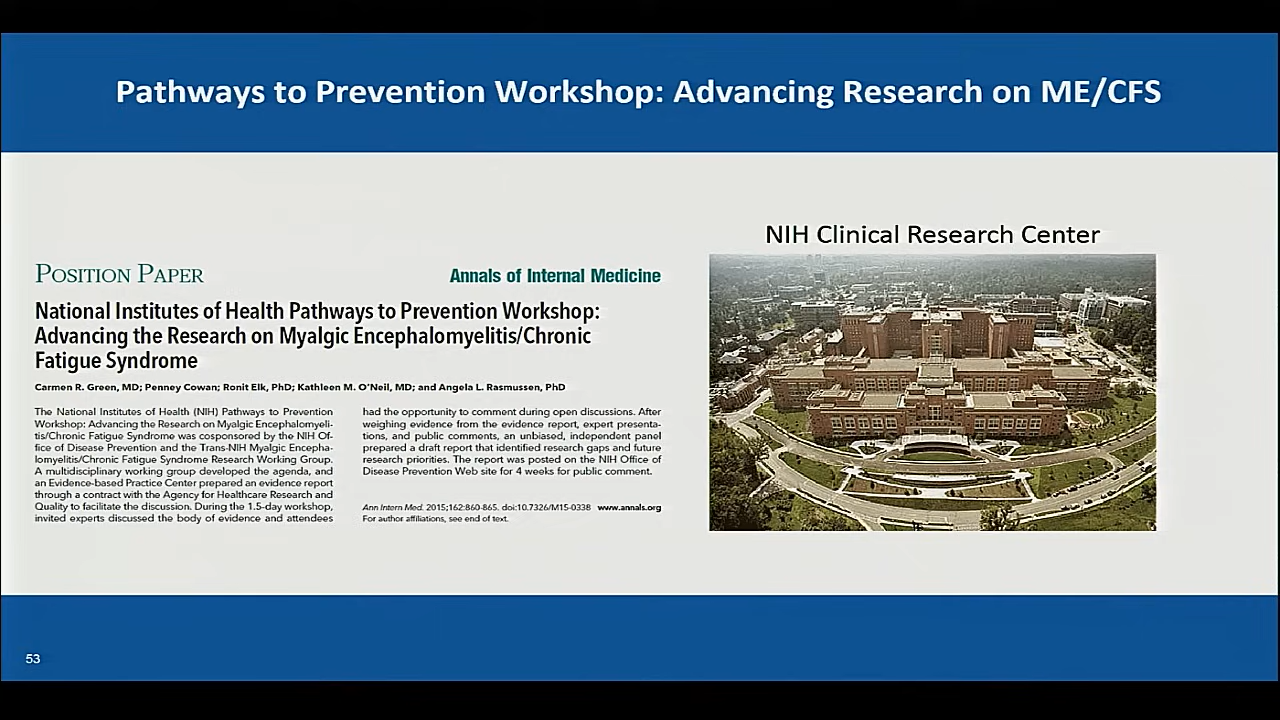 Pathways to Prevention Workshop: Advancing Research on ME/CFS
POSITION PAPER
Annals of Internal Medicine
National Institutes of Health Pathways to Prevention Workshop:
Advancing the Research on Myalgic Encephalomyelitis/Chronic
Fatigue Syndrome
Carmen R. Green, MD; Penney Cowan; Ronit Elk, PhD; Kathleen M. O'Neil, MD; and Angela L. Rasmussen, PhD
The National Institutes of Health (NIH) Pathways to Prevention
Workshop: Advancing the Research on Myalgic Encephalomyeli-
tis/Chronic Fatigue Syndrome was cosponsored by the NIH Of-
fice of Disease Prevention and the Trans-NIH Myalgic Encepha-
lomyelitis/Chronic Fatigue Syndrome Research Working Group.
A multidisciplinary working group developed the agenda, and
an Evidence-based Practice Center prepared an evidence report
through a contract with the Agency for Healthcare Research and
Quality to facilitate the discussion. During the 1.5-day workshop,
invited experts discussed the body of evidence and attendees
had the opportunity to comment during open discussions. After
weighing evidence from the evidence report, expert presenta-
tions, and public comments, an unbiased, independent panel
prepared a draft report that identified research gaps and future
research priorities. The report was posted on the NIH Office of
Disease Prevention Web site for 4 weeks for public comment.
Ann Intern Med. 2015;162:860-865. doi:10.7326/M15-0338 www.annals.org
For author affiliations, see end of text.
NIH Clinical Research Center
53